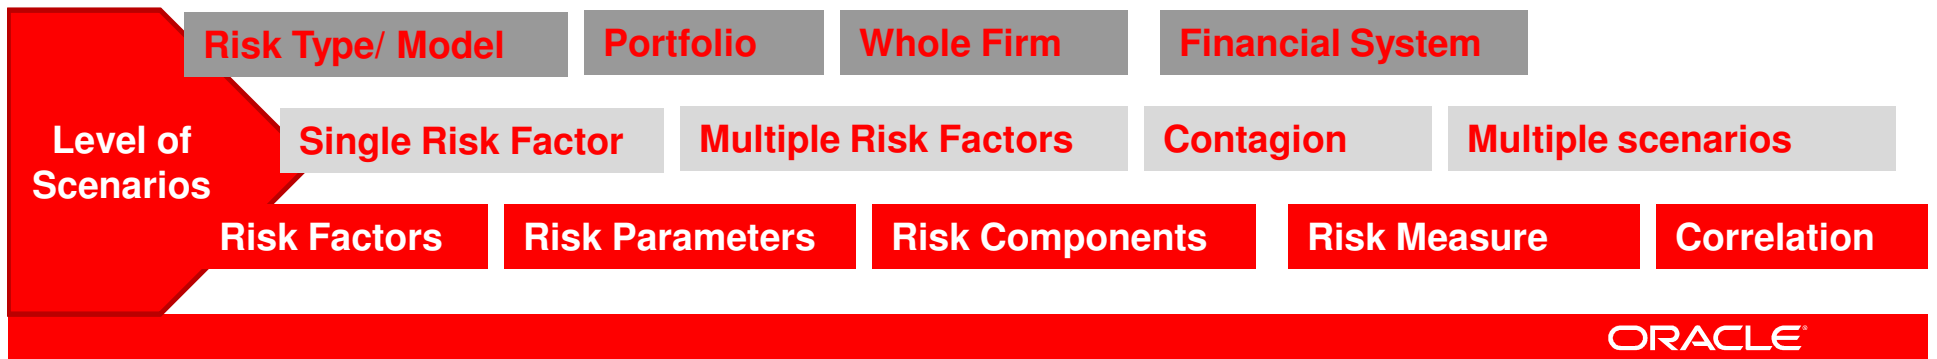 Risk Type/ Model Portfolio Whole Firm Financial System
Level of
Scenarios
Single Risk Factor Multiple Risk Factors Contagion Multiple scenarios
Risk Factors Risk Parameters Risk Components Risk Measure Correlation
ORACLE